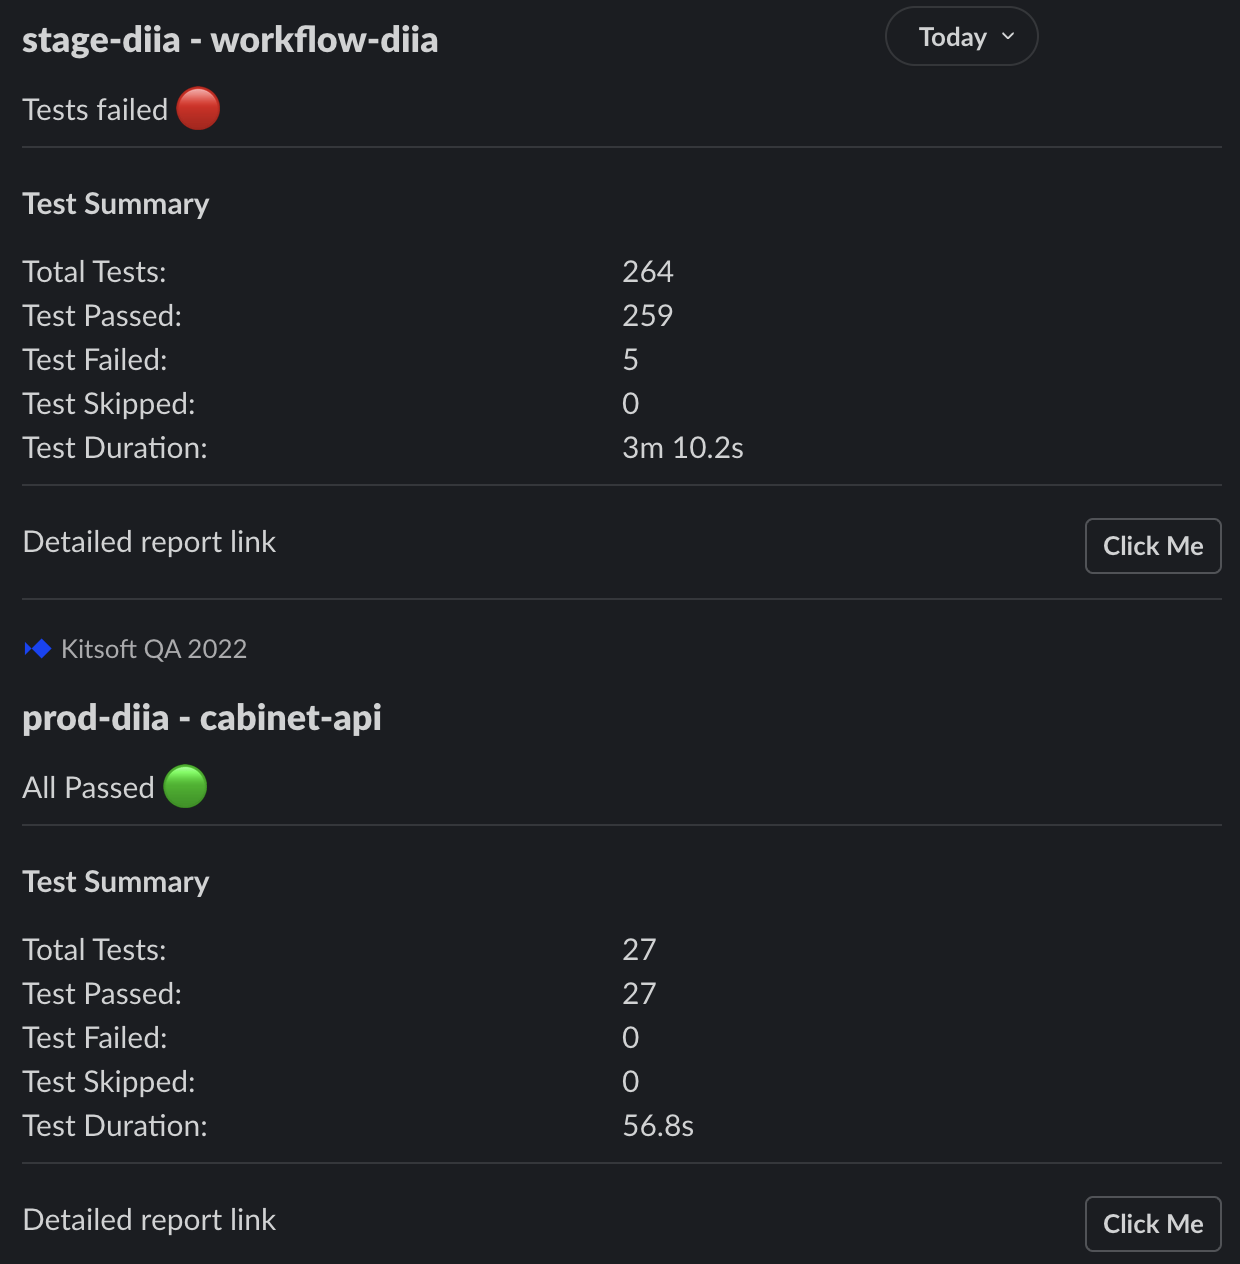 stage-diia - workflow-diia
Today
Tests failed
Test Summary
Total Tests: 264
Test Passed: 259
Test Failed: 5
Test Skipped: 0
Test Duration: 3m 10.2s
Detailed report link
Click Me
Kitsoft QA 2022
prod-diia - cabinet-api
All Passed
Test Summary
Total Tests: 27
Test Passed: 27
Test Failed: 0
Test Skipped: 0
Test Duration: 56.8s
Detailed report link
Click Me